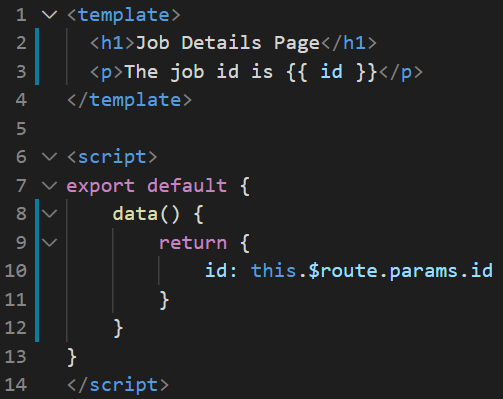 1 <template>
2   <h1>Job Details Page</h1>
3   <p>The job id is {{ id }}</p>
4 </template>
5
6 <script>
7 export default {
8     data() {
9         return {
10             id: this.$route.params.id
11         }
12     }
13 }
14 </script>